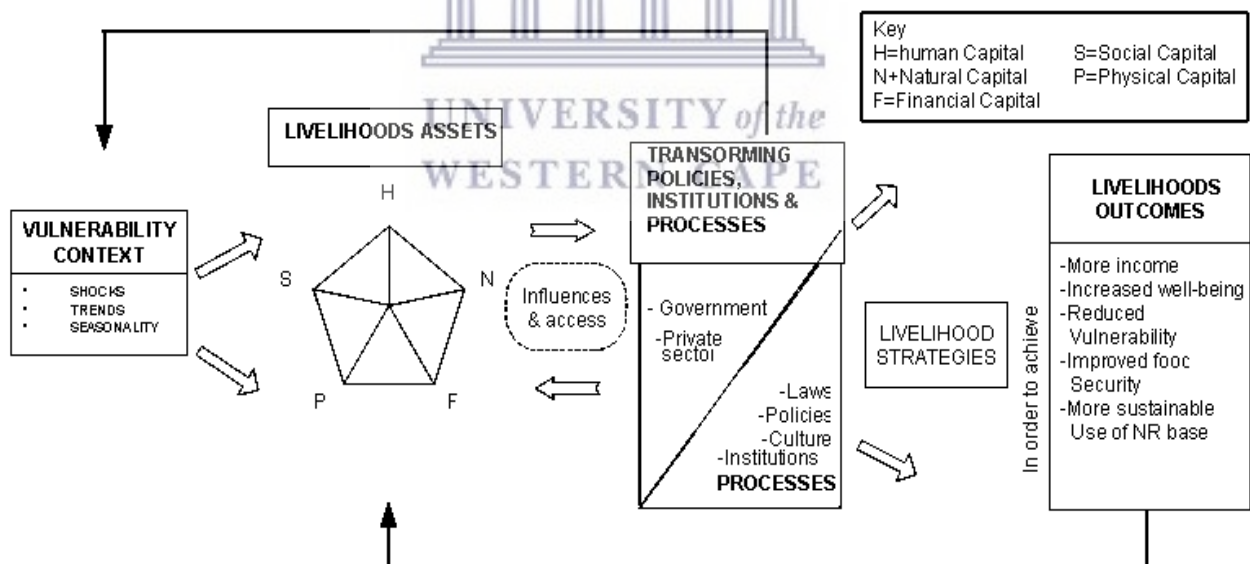 Key
H=human Capital S=Social Capital
N+Natural Capital P=Physical Capital
F=Financial Capital
UNIVERSITY of the
WESTERN CAPE
LIVELIHOODS ASSETS
TRANSORMING
POLICIES,
INSTITUTIONS &
PROCESSES
LIVELIHOODS
OUTCOMES
VULNERABILITY
CONTEXT
· SHOCKS
· TRENDS
· SEASONALITY
H
S
N
P
F
Influences
& access
- Government
-Private
sector
-Laws
-Policies
-Culture
-Institutions
PROCESSES
LIVELIHOOD
STRATEGIES
In order to achieve
-More income
-Increased well-being
-Reduced
Vulnerability
-Improved fooc
Security
-More sustainable
Use of NR base